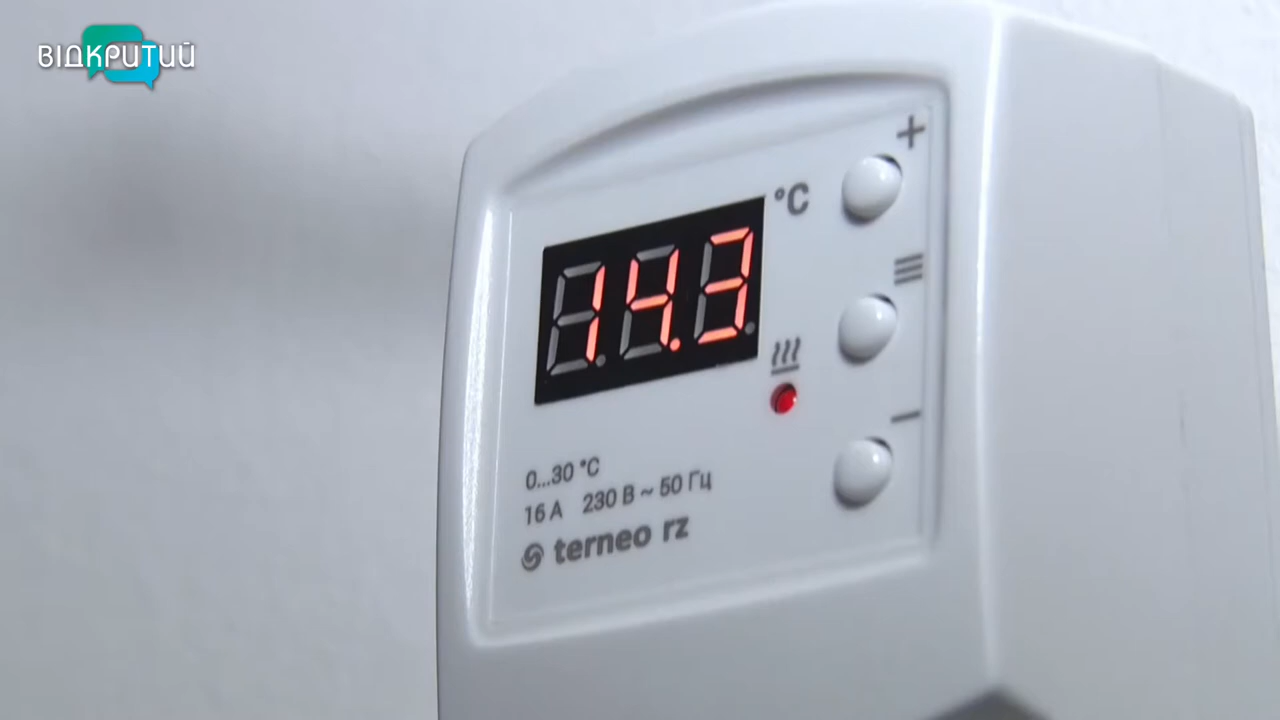 ВІДКРИТИЙ
+
°C
14.3
0...30 °C
16 A 230 В ~ 50 Гц
terneo rz